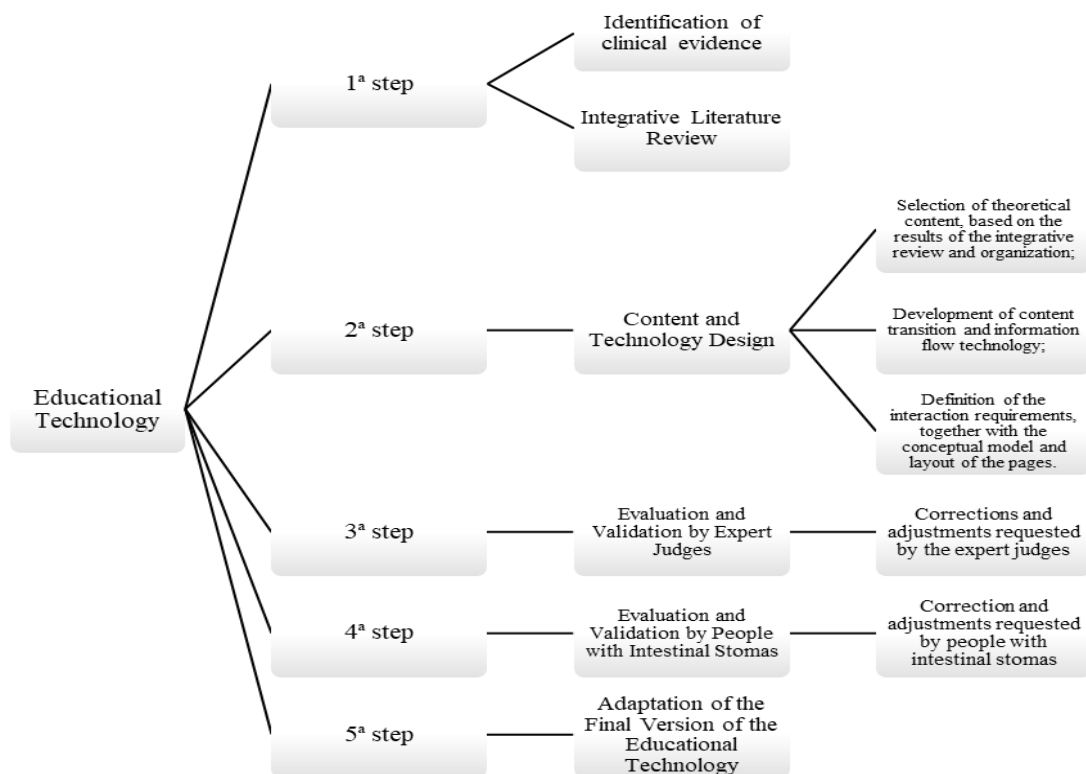 Educational
Technology
1ª step
Identification of
clinical evidence
Integrative Literature
Review
2ª step
Content and
Technology Design
Selection of theoretical
content, based on the
results of the integrative
review and organization;
Development of content
transition and information
flow technology;
Definition of the
interaction requirements,
together with the
conceptual model and
layout of the pages.
3ª step
Evaluation and
Validation by Expert
Judges
Corrections and
adjustments requested
by the expert judges
4ª step
Evaluation and
Validation by People
with Intestinal Stomas
Correction and
adjustments requested
by people with
intestinal stomas
5ª step
Adaptation of the
Final Version of the
Educational
Technology